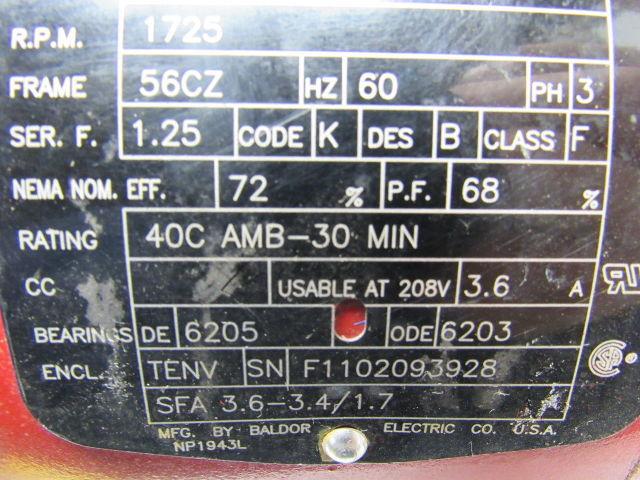 R.P.M. 1725
FRAME 56CZ HZ 60 PH 3
SER. F. 1.25 CODE K DES B CLASS F
NEMA NOM. EFF. 72 % P.F. 68 %
RATING 40C AMB-30 MIN
CC USABLE AT 208V 3.6 A
BEARINGS DE 6205 ODE 6203
ENCL. TENV SN F1102093928
SFA 3.6-3.4/1.7
MFG. BY BALDOR ELECTRIC CO. U.S.A.
NP1943L